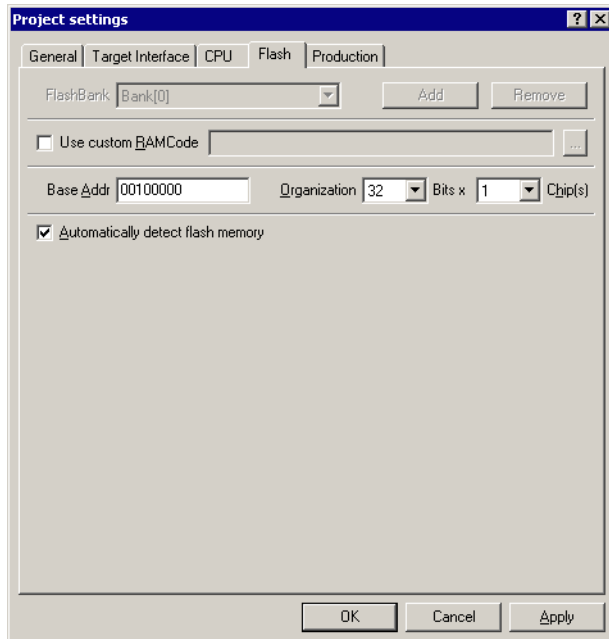 Project settings
General Target Interface CPU Flash Production
FlashBank Bank[0] Add Remove
Use custom RAMCode ...
Base Addr 00100000 Organization 32 Bits x 1 Chip(s)
Automatically detect flash memory
OK Cancel Apply